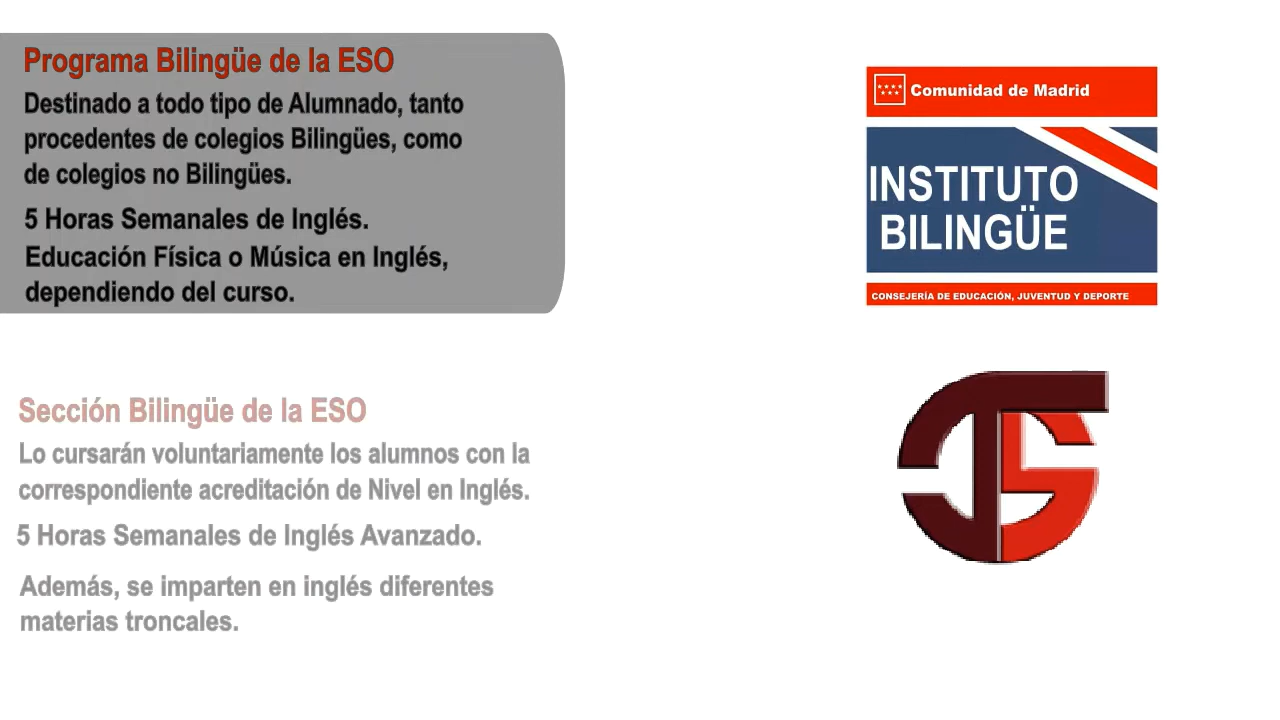 Programa Bilingüe de la ESO
Destinado a todo tipo de Alumnado, tanto
procedentes de colegios Bilingües, como
de colegios no Bilingües.
5 Horas Semanales de Inglés.
Educación Física o Música en Inglés,
dependiendo del curso.
Sección Bilingüe de la ESO
Lo cursarán voluntariamente los alumnos con la
correspondiente acreditación de Nivel en Inglés.
5 Horas Semanales de Inglés Avanzado.
Además, se imparten en inglés diferentes
materias troncales.
Comunidad de Madrid
INSTITUTO
BILINGÜE
CONSEJERÍA DE EDUCACIÓN, JUVENTUD Y DEPORTE